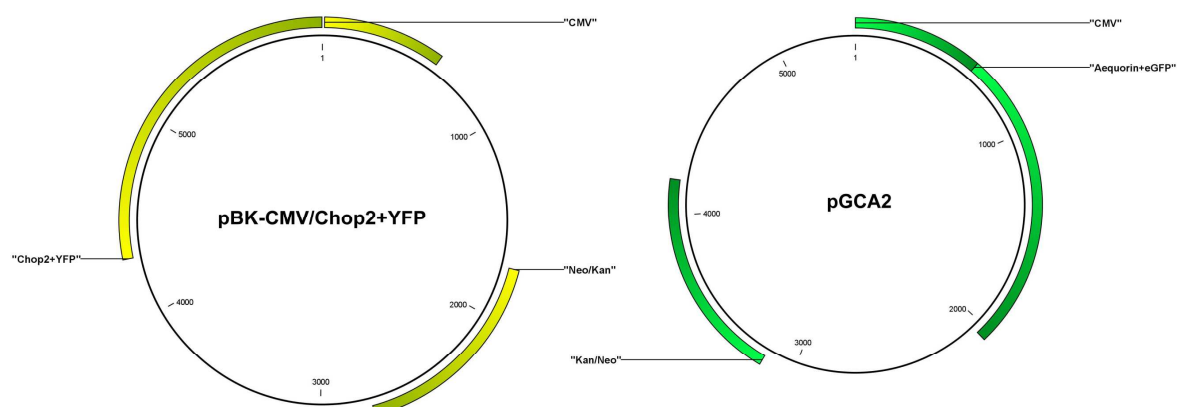 "CMV"
1
5000
1000
pBK-CMV/Chop2+YFP
"Chop2+YFP"
"Neo/Kan"
4000
2000
3000
"CMV"
1
5000
"Aequorin+eGFP"
1000
pGCA2
4000
2000
3000
"Kan/Neo"